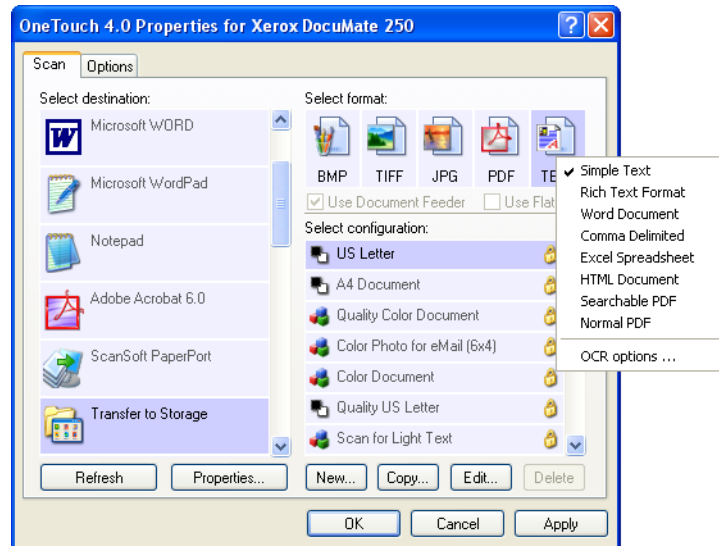 OneTouch 4.0 Properties for Xerox DocuMate 250
Scan
Options
Select destination:
Microsoft WORD
Microsoft WordPad
Notepad
Adobe Acrobat 6.0
ScanSoft PaperPort
Transfer to Storage
Refresh
Properties...
Select format:
BMP
TIFF
JPG
PDF
TE
Use Document Feeder
Use Flat
Select configuration:
US Letter
A4 Document
Quality Color Document
Color Photo for eMail (6x4)
Color Document
Quality US Letter
Scan for Light Text
New...
Copy...
Edit...
Delete
Simple Text
Rich Text Format
Word Document
Comma Delimited
Excel Spreadsheet
HTML Document
Searchable PDF
Normal PDF
OCR options ...
OK
Cancel
Apply